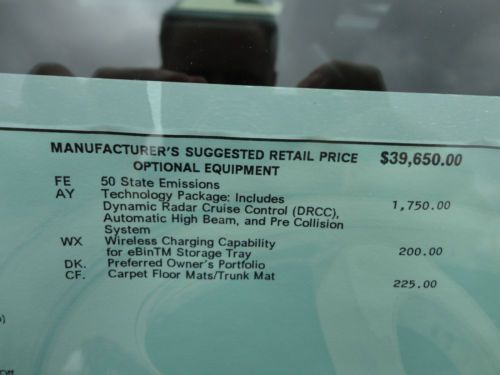 MANUFACTURER'S SUGGESTED RETAIL PRICE $39,650.00
OPTIONAL EQUIPMENT
FE 50 State Emissions
AY Technology Package: Includes 1,750.00
Dynamic Radar Cruise Control (DRCC),
Automatic High Beam, and Pre Collision
System
WX Wireless Charging Capability
for eBinTM Storage Tray 200.00
DK. Preferred Owner's Portfolio
CF. Carpet Floor Mats/Trunk Mat 225.00